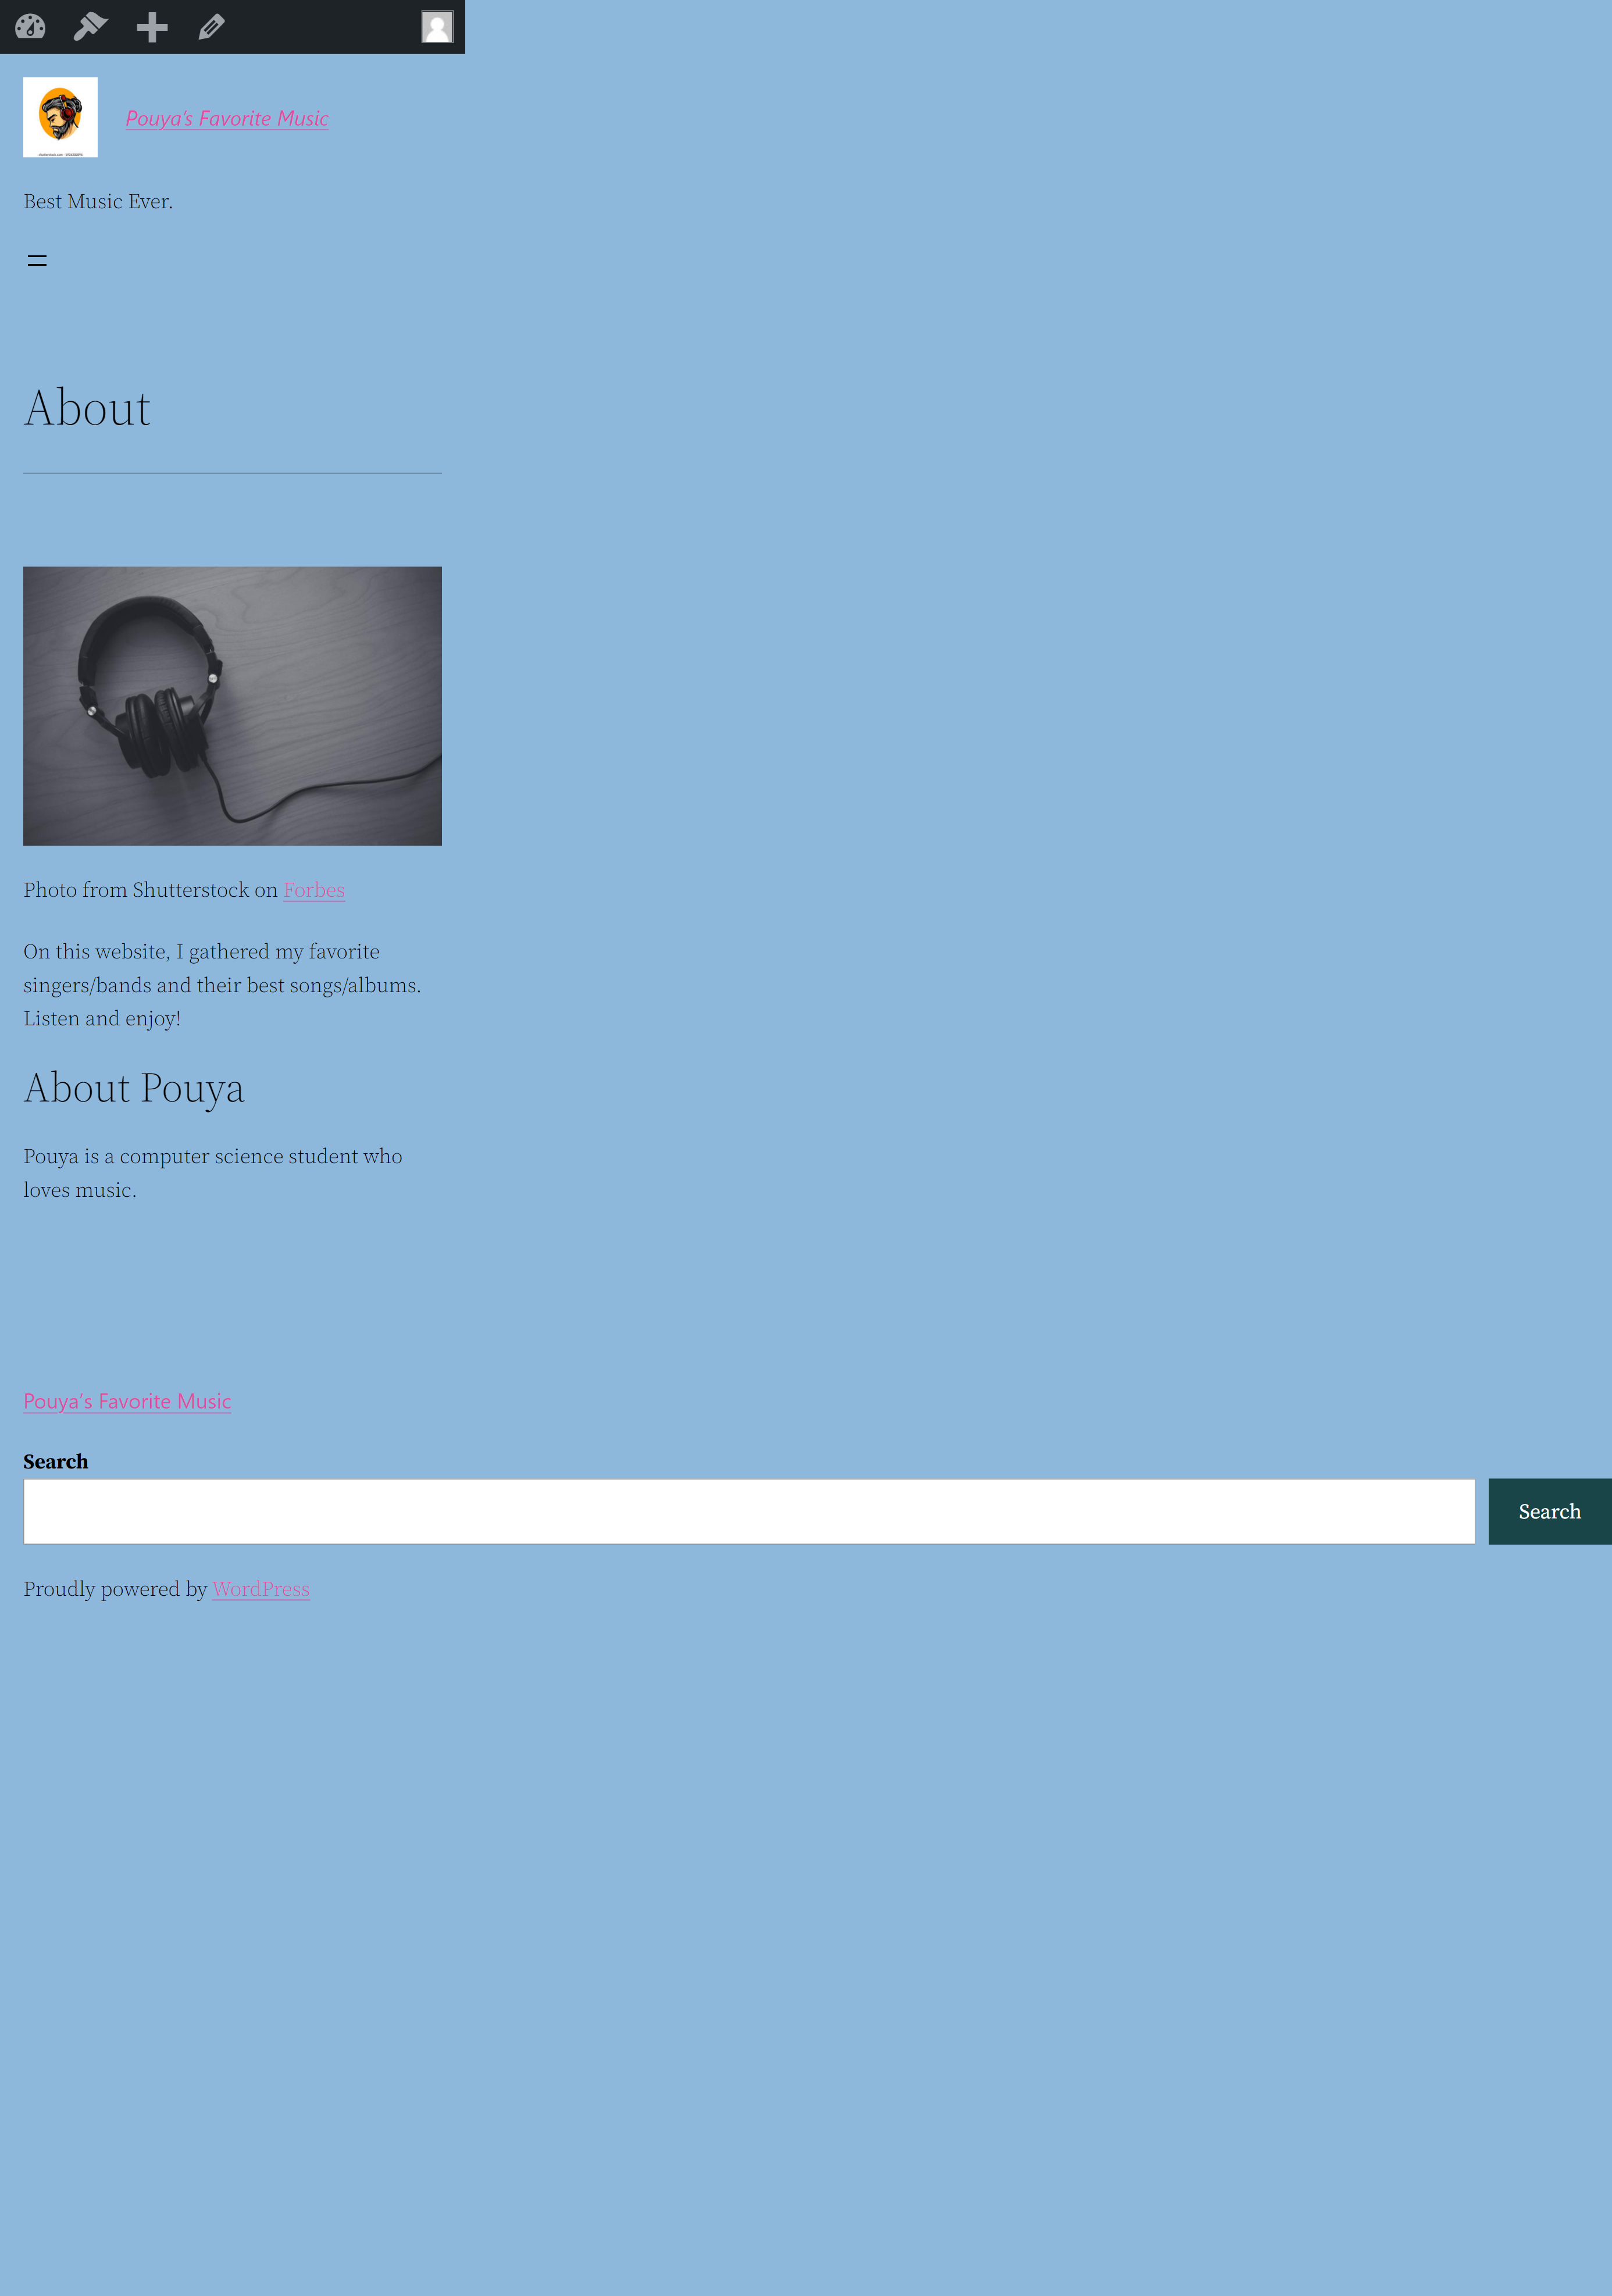 Pouya's Favorite Music
Best Music Ever.
About
Photo from Shutterstock on Forbes
On this website, I gathered my favorite
singers/bands and their best songs/albums.
Listen and enjoy!
About Pouya
Pouya is a computer science student who
loves music.
Pouya's Favorite Music
Search
Search
Proudly powered by WordPress